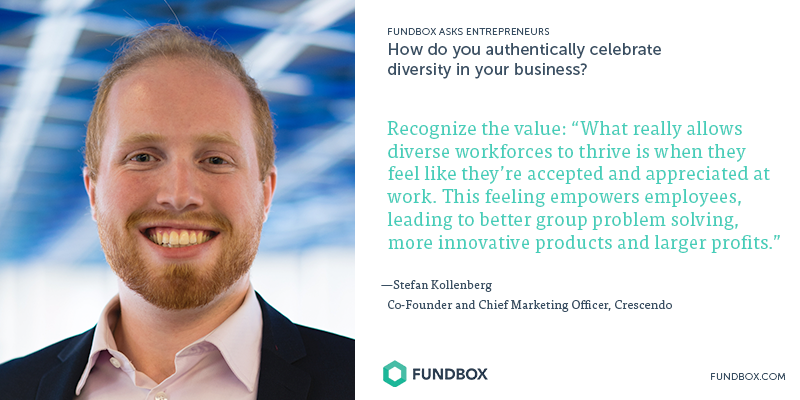 FUNDBOX ASKS ENTREPRENEURS
How do you authentically celebrate
diversity in your business?
Recognize the value: “What really allows
diverse workforces to thrive is when they
feel like they’re accepted and appreciated at
work. This feeling empowers employees,
leading to better group problem solving,
more innovative products and larger profits.”
—Stefan Kollenberg
Co-Founder and Chief Marketing Officer, Crescendo
FUNDBOX
FUNDBOX.COM